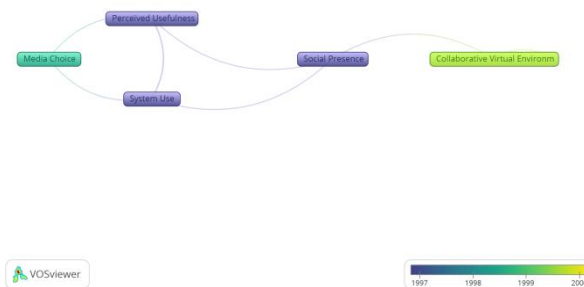 Perceived Usefulness
Media Choice
Social Presence
Collaborative Virtual Environm
System Use
VOSviewer
1997 1998 1999 200